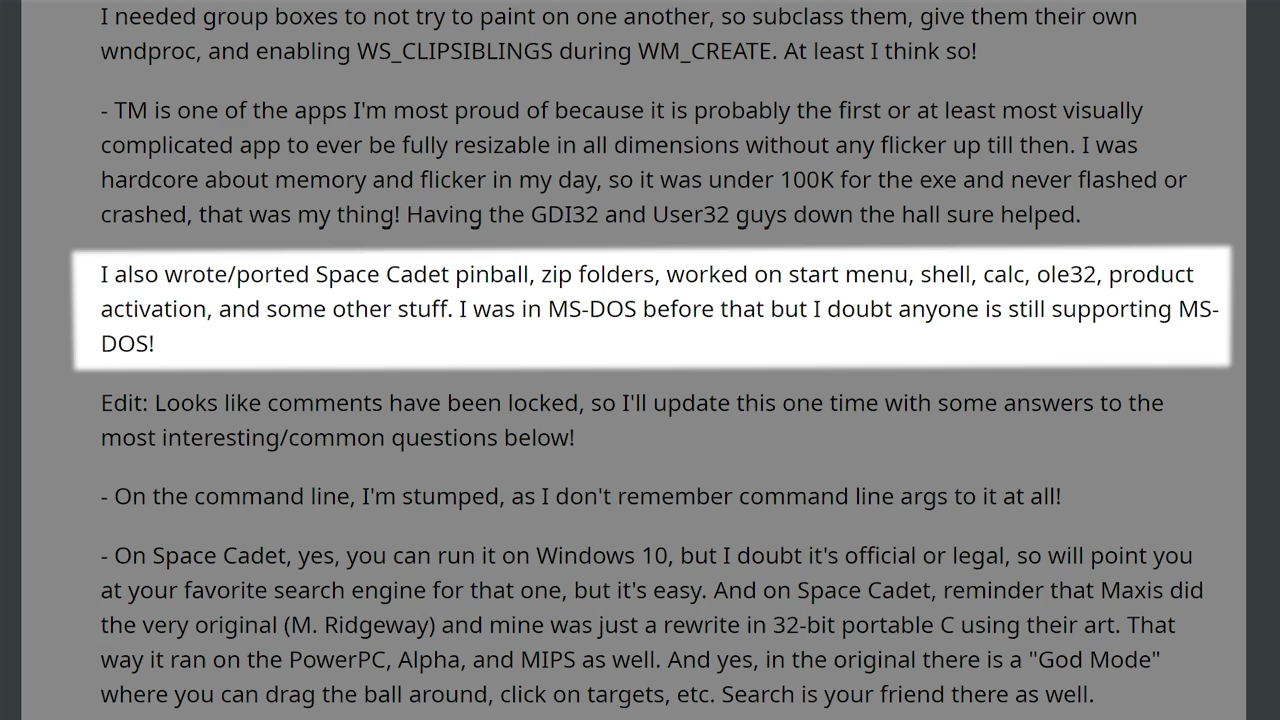 I needed group boxes to not try to paint on one another, so subclass them, give them their own
wndproc, and enabling WS_CLIPSIBLINGS during WM_CREATE. At least I think so!
- TM is one of the apps I'm most proud of because it is probably the first or at least most visually
complicated app to ever be fully resizable in all dimensions without any flicker up till then. I was
hardcore about memory and flicker in my day, so it was under 100K for the exe and never flashed or
crashed, that was my thing! Having the GDI32 and User32 guys down the hall sure helped.
I also wrote/ported Space Cadet pinball, zip folders, worked on start menu, shell, calc, ole32, product
activation, and some other stuff. I was in MS-DOS before that but I doubt anyone is still supporting MS-
DOS!
Edit: Looks like comments have been locked, so I'll update this one time with some answers to the
most interesting/common questions below!
- On the command line, I'm stumped, as I don't remember command line args to it at all!
- On Space Cadet, yes, you can run it on Windows 10, but I doubt it's official or legal, so will point you
at your favorite search engine for that one, but it's easy. And on Space Cadet, reminder that Maxis did
the very original (M. Ridgeway) and mine was just a rewrite in 32-bit portable C using their art. That
way it ran on the PowerPC, Alpha, and MIPS as well. And yes, in the original there is a "God Mode"
where you can drag the ball around, click on targets, etc. Search is your friend there as well.